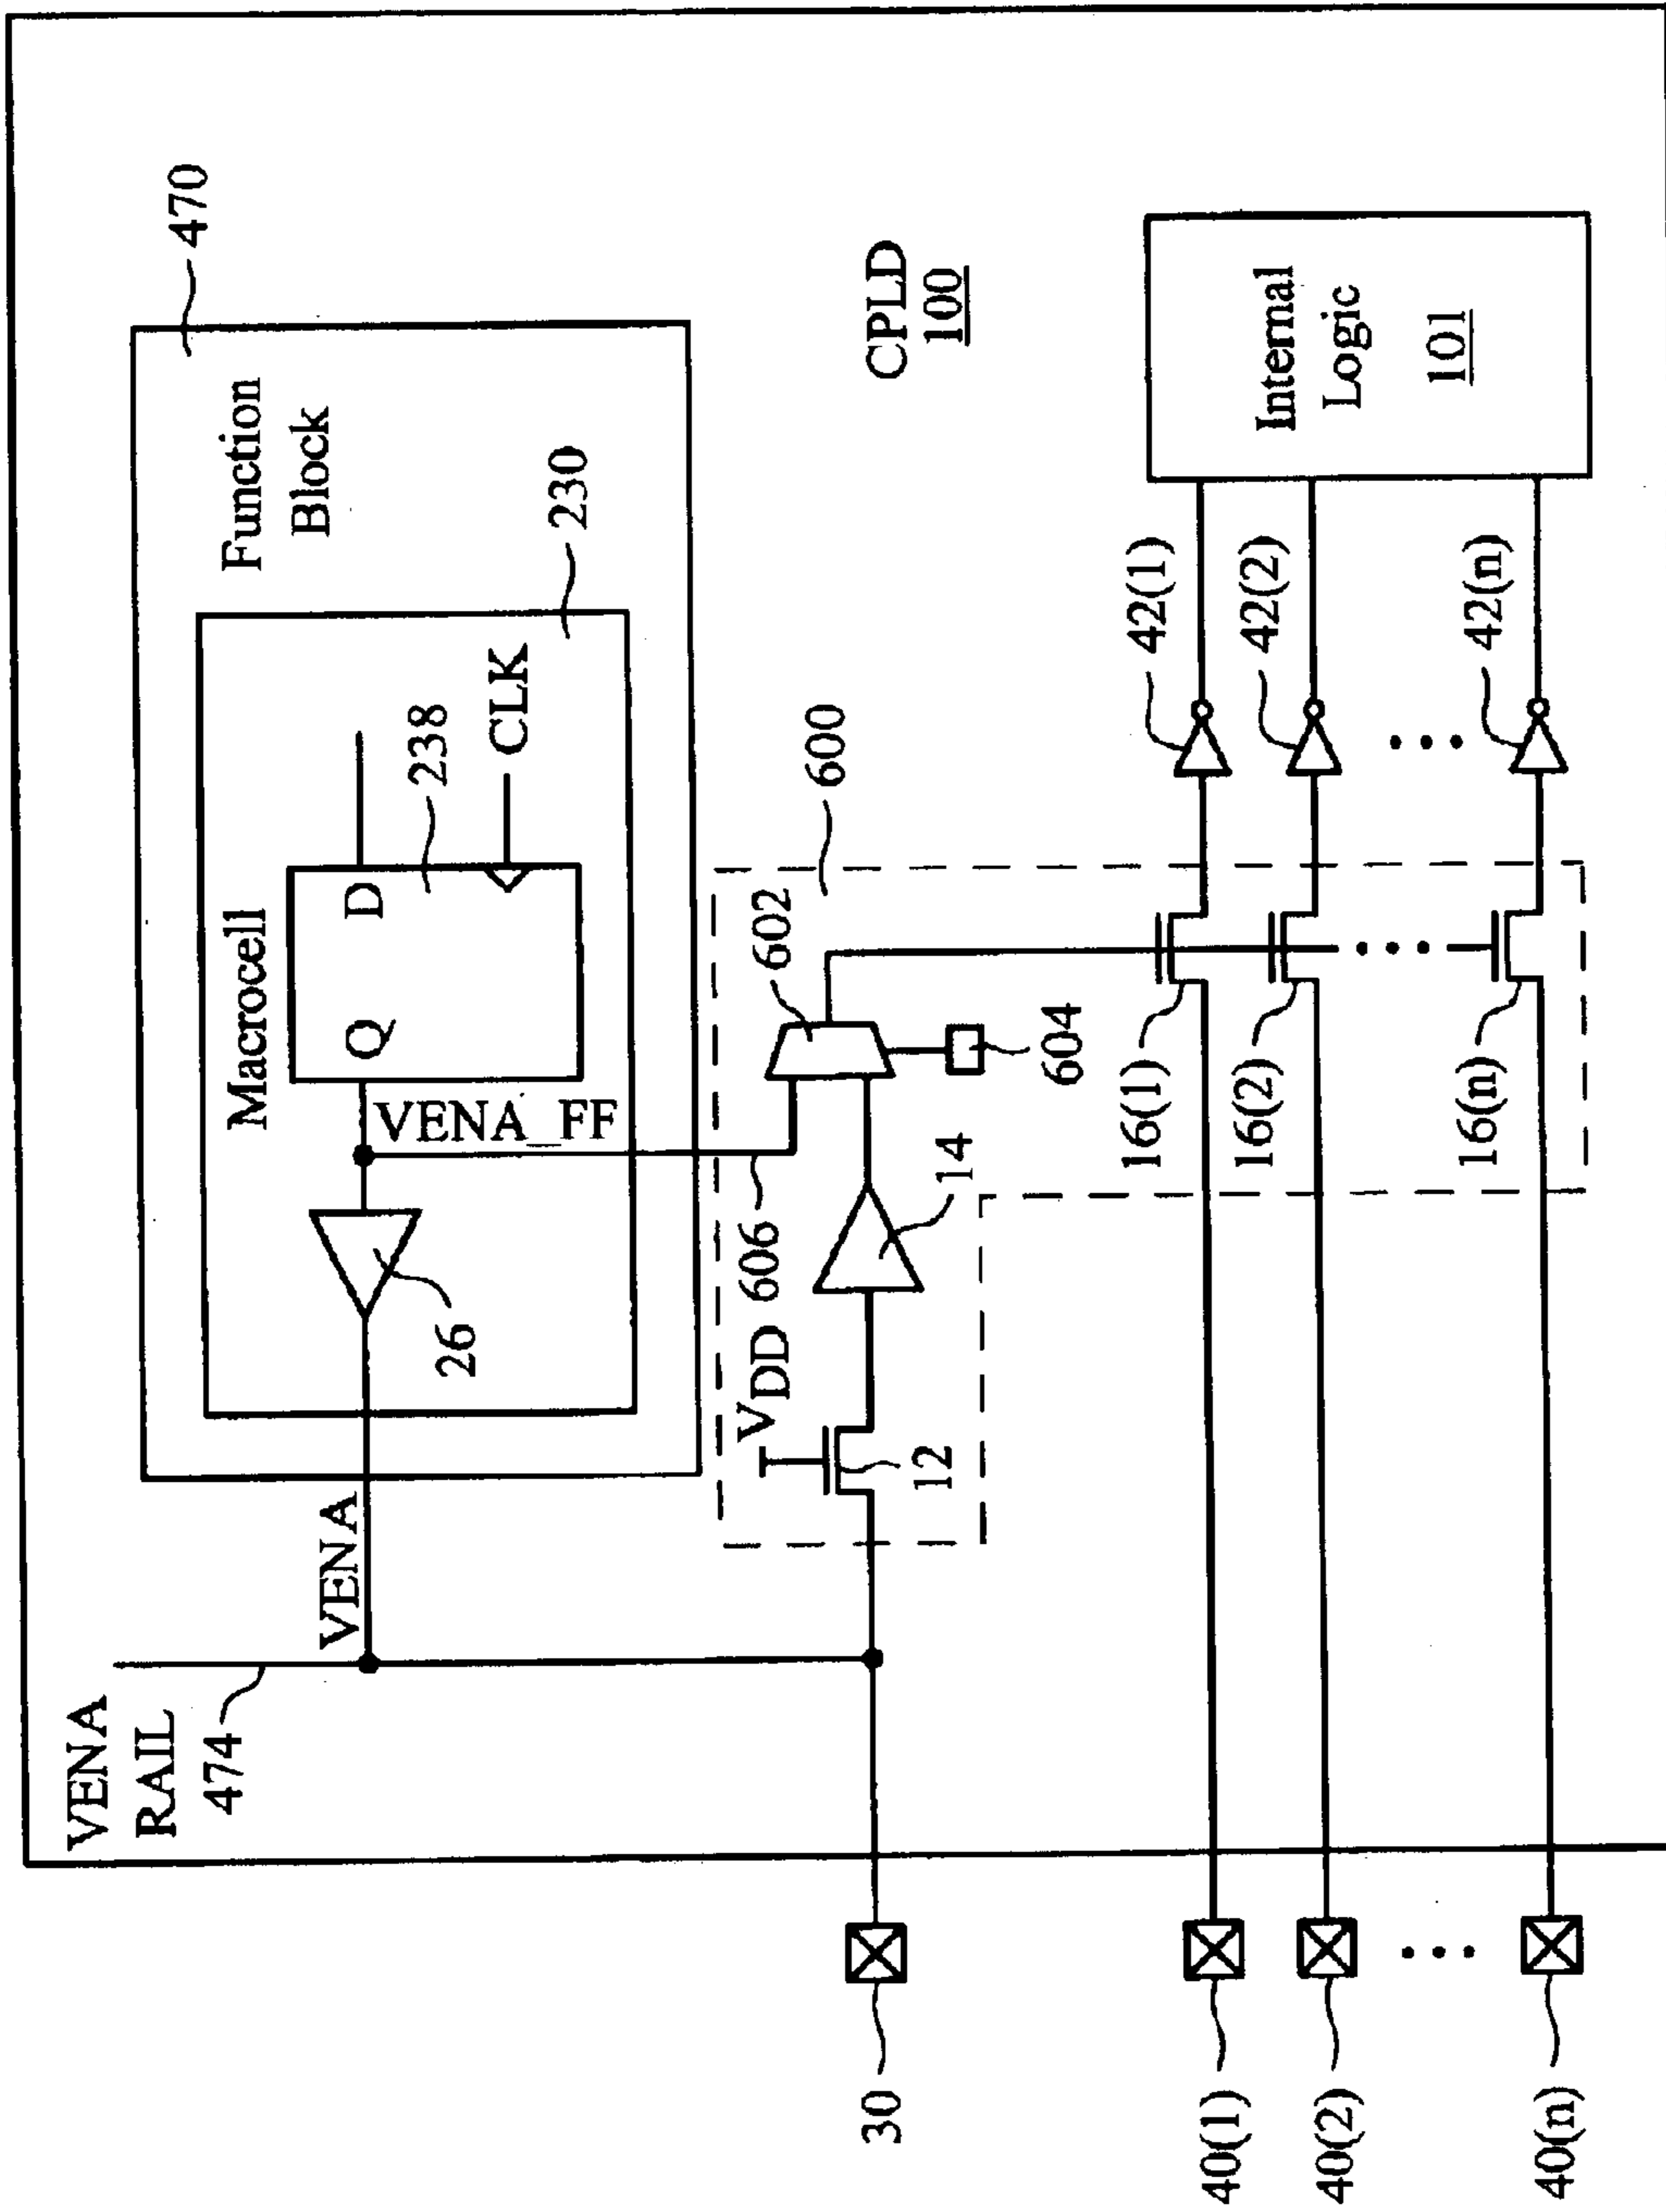 VENA
RAIL
474
VENA
26
Macrocell
Q
D
238
CLK
230
VENA_FF
Function
Block
470
VDD
606
12
14
602
604
600
CPLD
100
30
40(1)
40(2)
40(n)
16(1)
16(2)
16(n)
42(1)
42(2)
42(n)
Internal
Logic
101